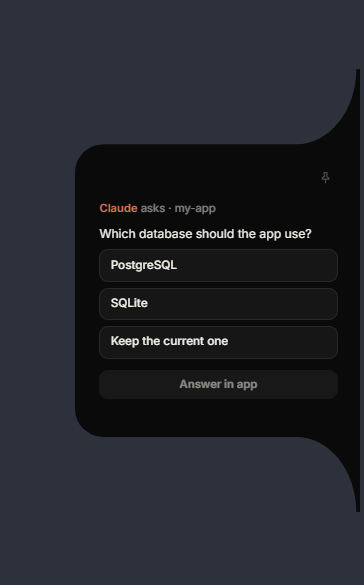 Claude asks · my-app
Which database should the app use?
PostgreSQL
SQLite
Keep the current one
Answer in app